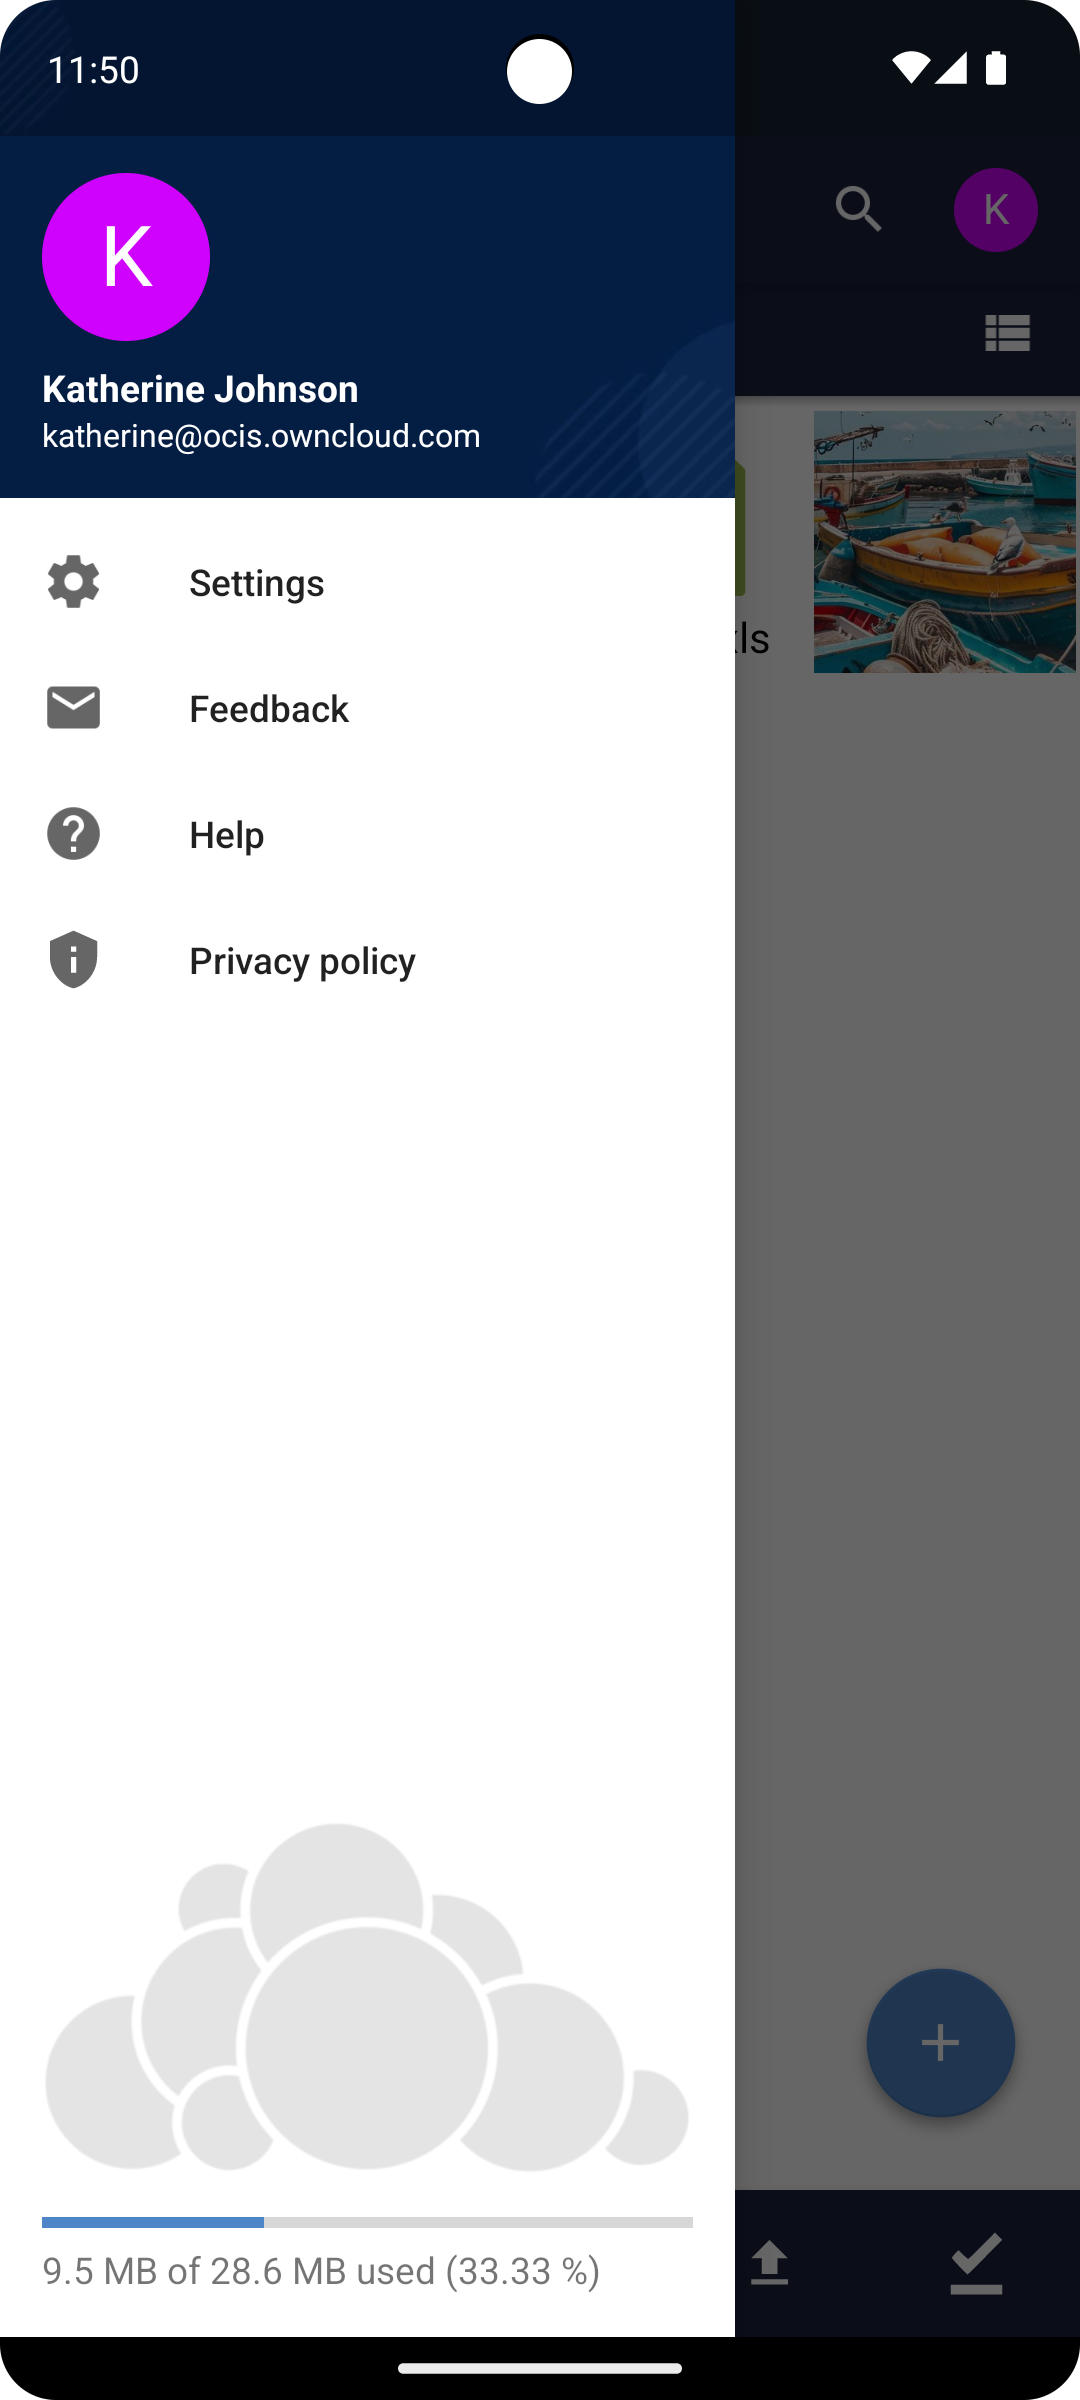 11:50
K
K
Katherine Johnson
katherine@ocis.owncloud.com
Settings
Feedback
Help
Privacy policy
9.5 MB of 28.6 MB used (33.33 %)